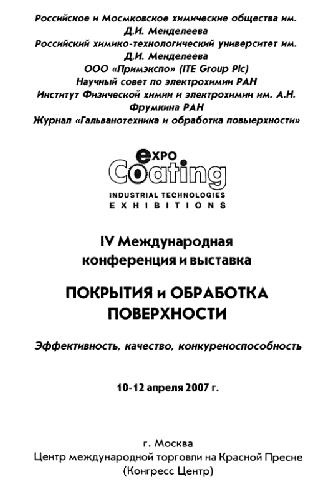 Российское и Мосмковское химические общества им.
Д.И. Менделеева
Российский химико-технологический университет им.
Д.И. Менделеева
ООО «Примэкспо» (ITE Group Plc)
Научный совет по электрохимии РАН
Институт Физической химии и электрохимии им. А.Н.
Фрумкина РАН
Журнал «Гальванотехника и обработка повыерхности»
expo
Coating
INDUSTRIAL TECHNOLOGIES
EXHIBITIONS
IV Международная
конференция и выставка
ПОКРЫТИЯ и ОБРАБОТКА
ПОВЕРХНОСТИ
Эффективность, качество, конкуреноспособность
10-12 апреля 2007 г.
г. Москва
Центр международной торговли на Красной Пресне
(Конгресс Центр)